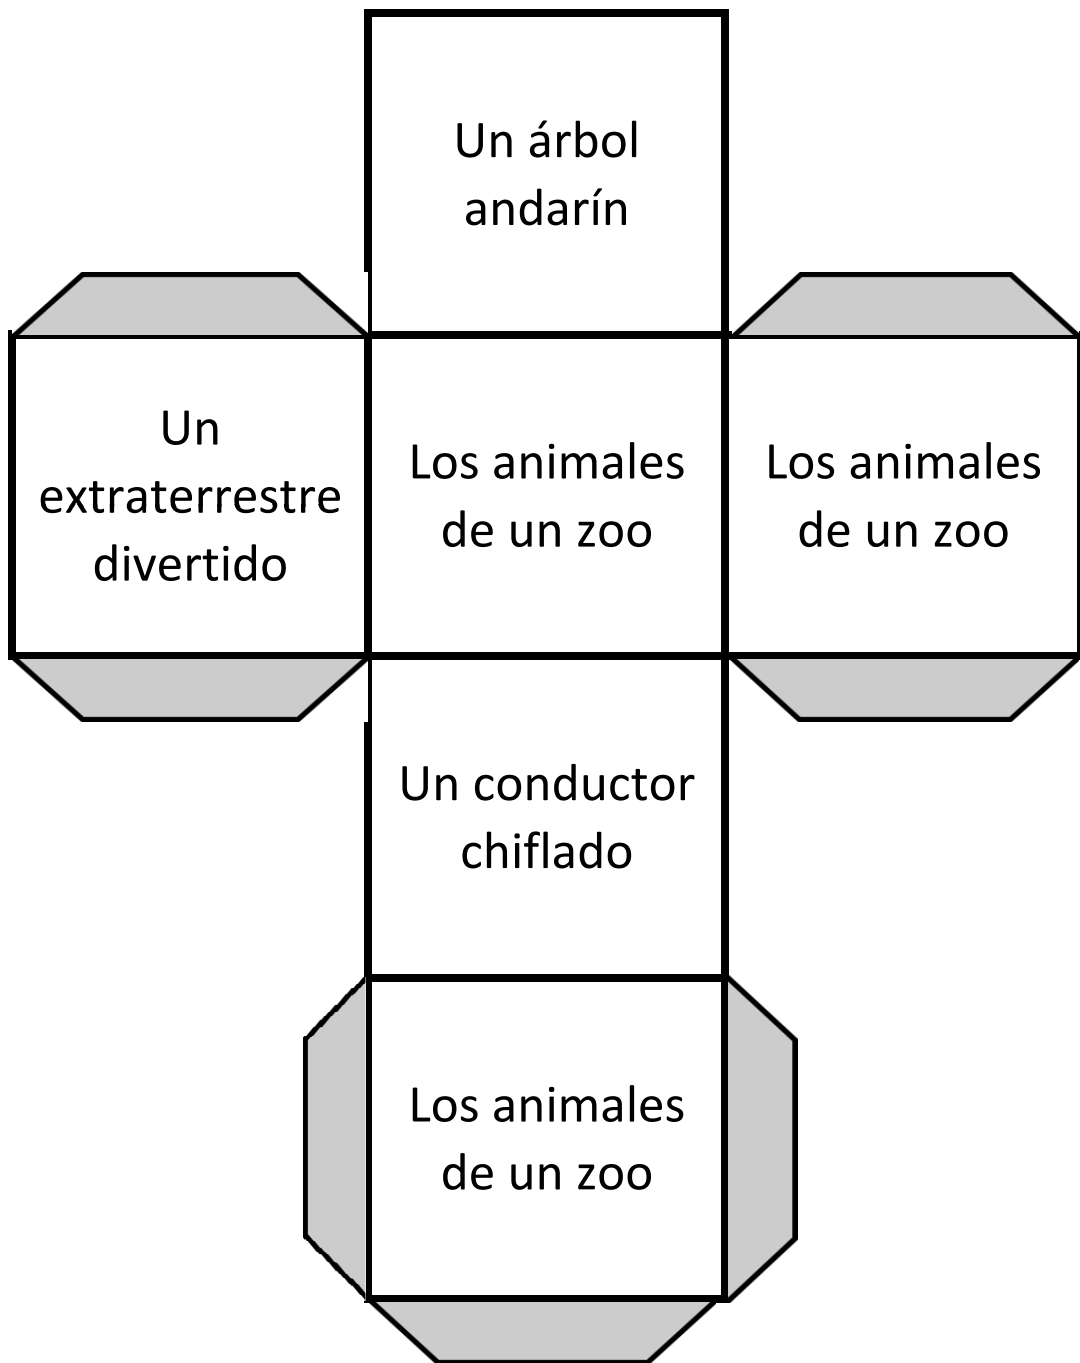 Un árbol
andarín
Un
extraterrestre
divertido
Los animales
de un zoo
Los animales
de un zoo
Un conductor
chiflado
Los animales
de un zoo